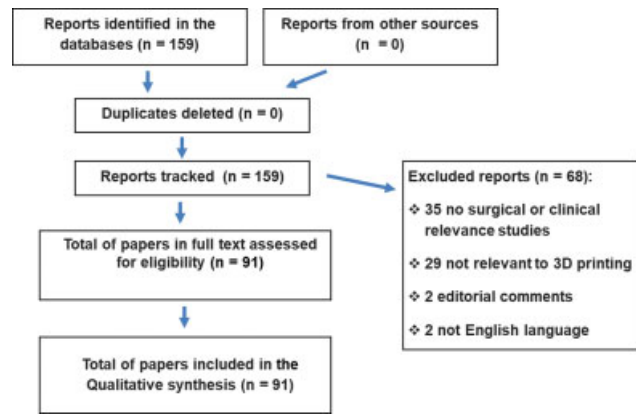 Reports identified in the
databases (n = 159)
Reports from other sources
(n = 0)
Duplicates deleted (n = 0)
Reports tracked (n = 159)
Excluded reports (n = 68):
❖ 35 no surgical or clinical
relevance studies
❖ 29 not relevant to 3D printing
❖ 2 editorial comments
❖ 2 not English language
Total of papers in full text assessed
for eligibility (n = 91)
Total of papers included in the
Qualitative synthesis (n = 91)